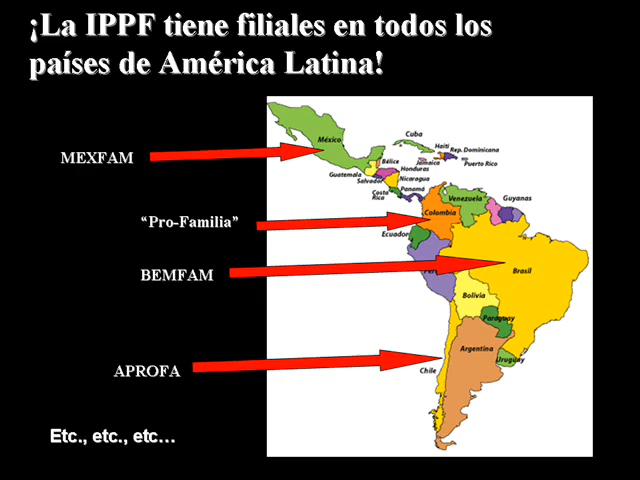 ¡La IPPF tiene filiales en todos los
países de América Latina!
MEXFAM
“Pro-Familia”
BEMFAM
APROFA
Etc., etc., etc…
México
Cuba
Haiti
Rep. Dominicana
Jamaica
Puerto Rico
Bélice
Honduras
Guatemala
Salvador
Nicaragua
Costa
Rica
Panamá
Venezuela
Guyanas
Colombia
Ecuador
Brasil
Bolivia
Paraguay
Argentina
Uruguay
Chile